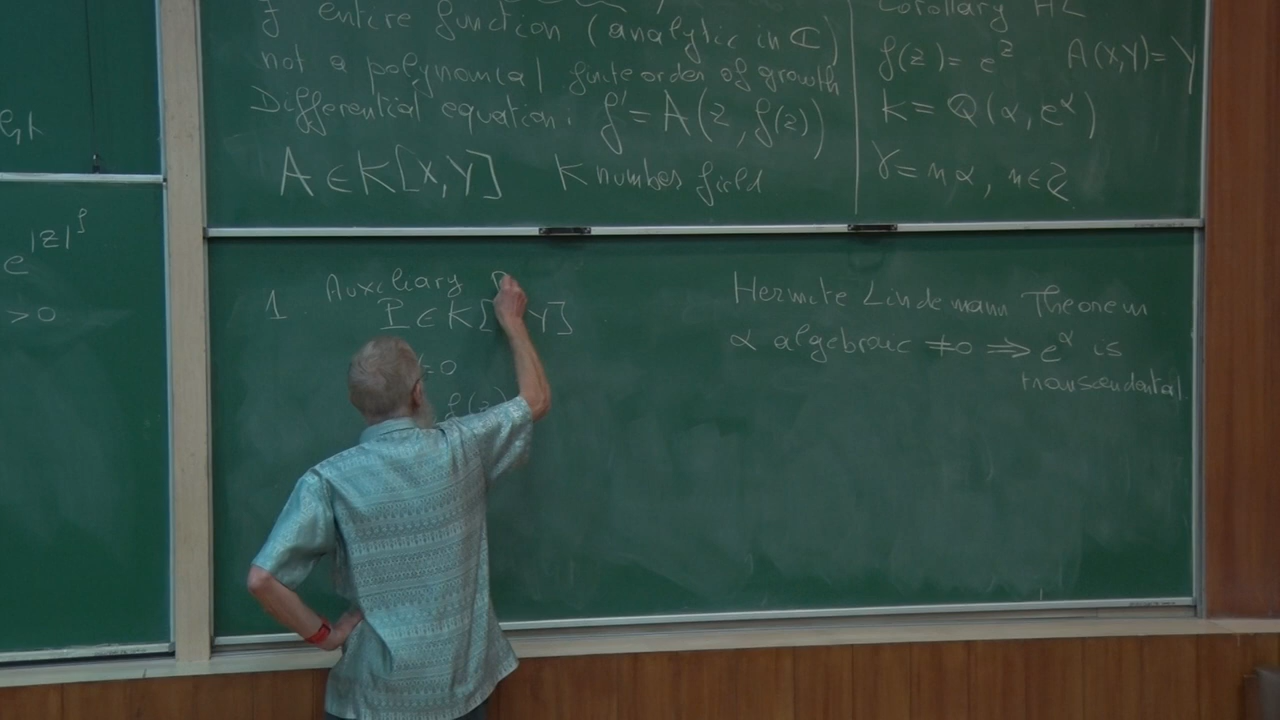 f entire function (analytic in ℂ)
not a polynomial finite order of growth
Differential equation: f' = A(z, f(z))
A ∈ K[X,Y] K number field
Corollary HL
f(z) = e^z A(X,Y) = Y
K = Q(α, e^α)
γ = nα, n ∈ Z
e^|z|^ρ
>0
1 Auxiliary
P ∈ K[ Y]
≠0
f(z)
Hermite Lindemann Theorem
α algebraic ≠0 ⇒ e^α is
transcendental